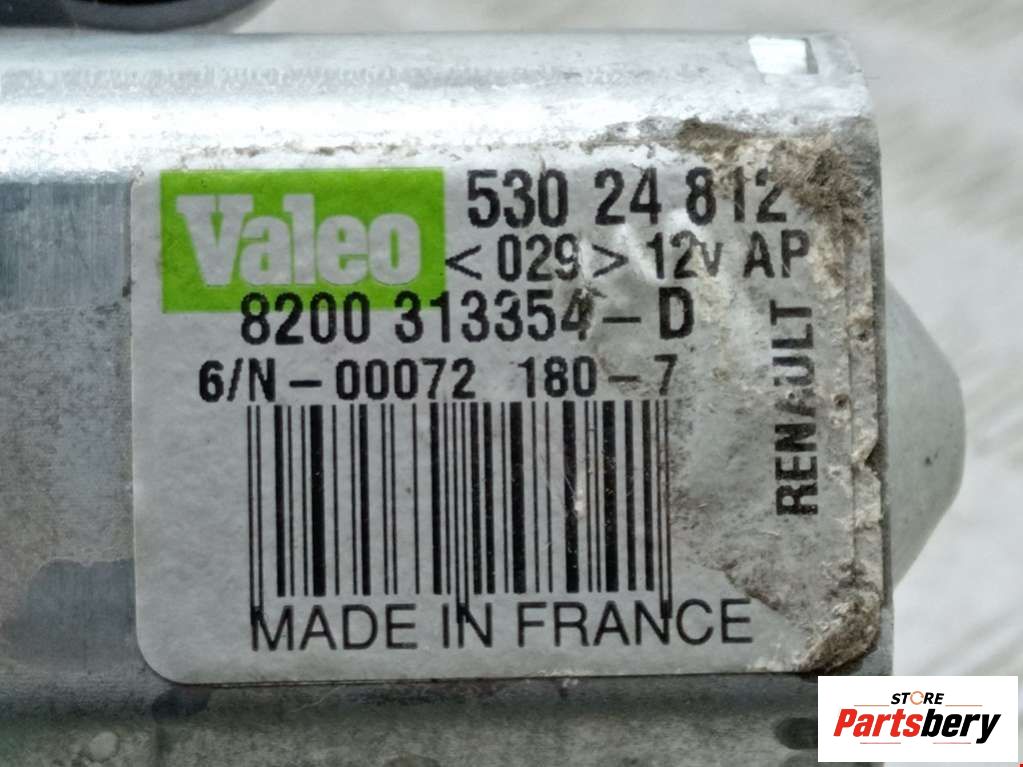 Valeo
530 24 812
<029> 12v AP
8200 313354-D
6/N-00072 180-7
RENAULT
MADE IN FRANCE
STORE
Partsbery